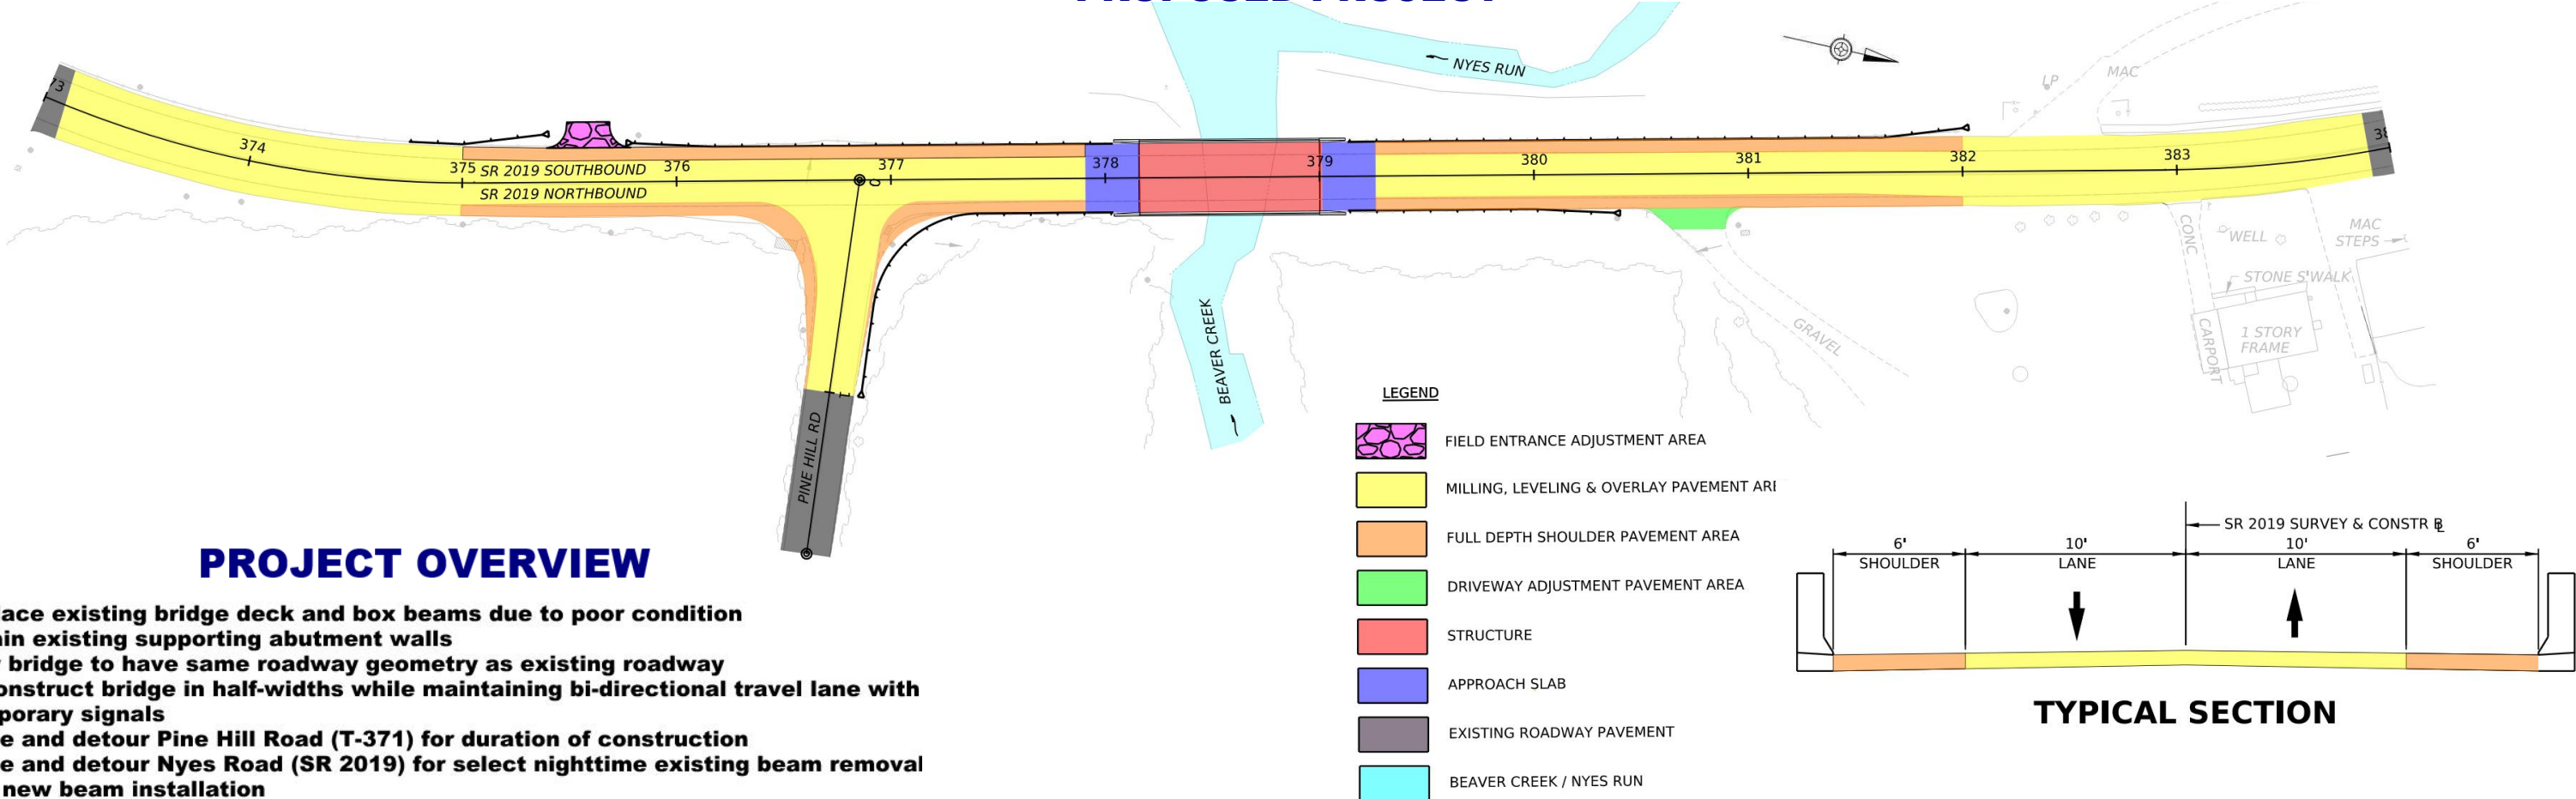 PROPOSED PROJECT
NYES RUN
LP
MAC
374
375
SR 2019 SOUTHBOUND
376
377
378
379
380
381
382
383
SR 2019 NORTHBOUND
0
1
PINE HILL RD
BEAVER CREEK
GRAVEL
CONC
WELL
MAC
STEPS
STONE S'WALK
CARPORT
1 STORY
FRAME
LEGEND
FIELD ENTRANCE ADJUSTMENT AREA
MILLING, LEVELING & OVERLAY PAVEMENT ARE
FULL DEPTH SHOULDER PAVEMENT AREA
DRIVEWAY ADJUSTMENT PAVEMENT AREA
STRUCTURE
APPROACH SLAB
EXISTING ROADWAY PAVEMENT
BEAVER CREEK / NYES RUN
PROJECT OVERVIEW
lace existing bridge deck and box beams due to poor condition
ain existing supporting abutment walls
bridge to have same roadway geometry as existing roadway
onstruct bridge in half-widths while maintaining bi-directional travel lane with
porary signals
e and detour Pine Hill Road (T-371) for duration of construction
e and detour Nyes Road (SR 2019) for select nighttime existing beam removal
new beam installation
SR 2019 SURVEY & CONSTR BL
6' 10' 10' 6'
SHOULDER LANE LANE SHOULDER
TYPICAL SECTION